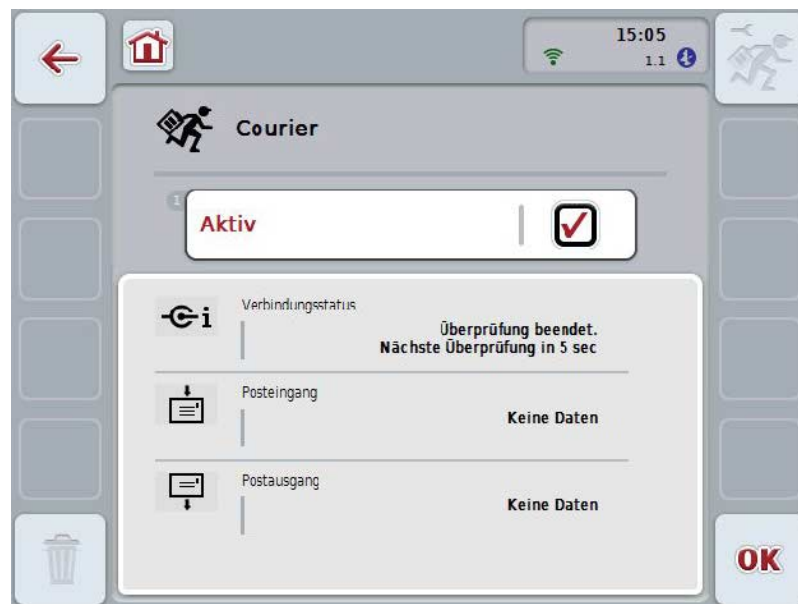 15:05
1.1
Courier
1
Aktiv
Verbindungsstatus
Überprüfung beendet.
Nächste Überprüfung in 5 sec
Posteingang
Keine Daten
Postausgang
Keine Daten
OK